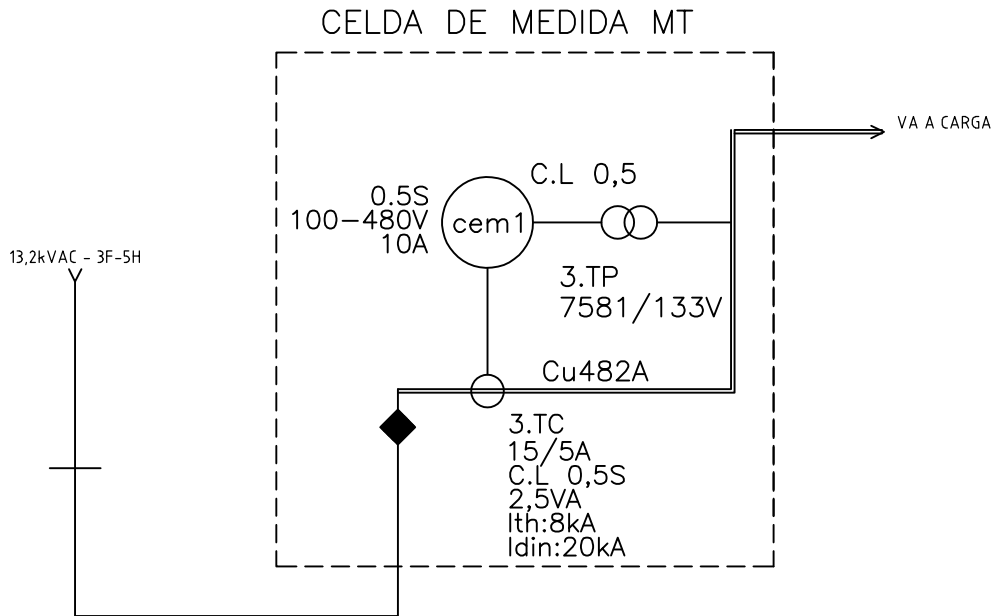 CELDA DE MEDIDA MT
VA A CARGA
C.L 0,5
0.5S
100-480V
10A
cem1
13,2kVAC - 3F-5H
3.TP
7581/133V
Cu482A
3.TC
15/5A
C.L 0,5S
2,5VA
Ith:8kA
Idin:20kA